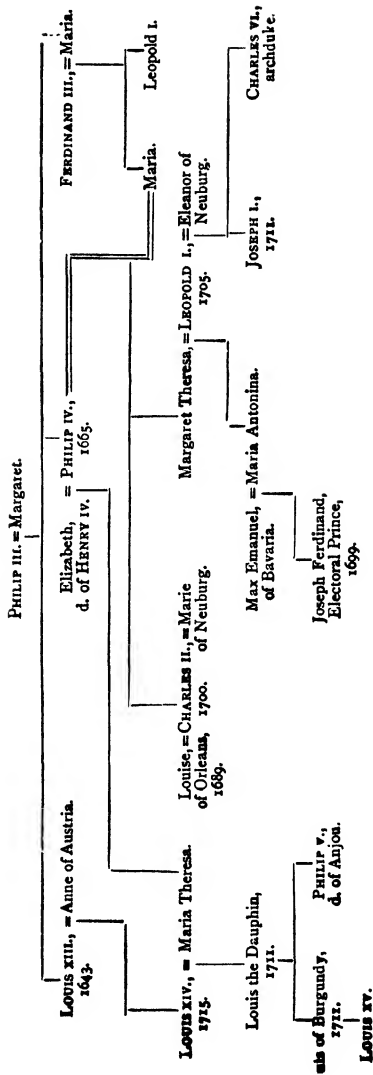 PHILIP III. = Margaret.
LOUIS XIII., = Anne of Austria.
1643.
Elizabeth, = PHILIP IV.,
d. of HENRY IV. 1665.
FERDINAND III., = Maria.
LOUIS XIV., = Maria Theresa.
1715.
Maria.
Leopold I.
Louise, = CHARLES II., = Marie
of Orleans, 1700. of Neuburg.
1689.
Margaret Theresa, = LEOPOLD I., = Eleanor of
1705. Neuburg.
Louis the Dauphin,
1711.
Max Emanuel, = Maria Antonina.
of Bavaria.
JOSEPH I.,
1711.
CHARLES VI.,
archduke.
of Burgundy,
1712.
PHILIP V.,
d. of Anjou.
Joseph Ferdinand,
Electoral Prince,
1699.
LOUIS XV.